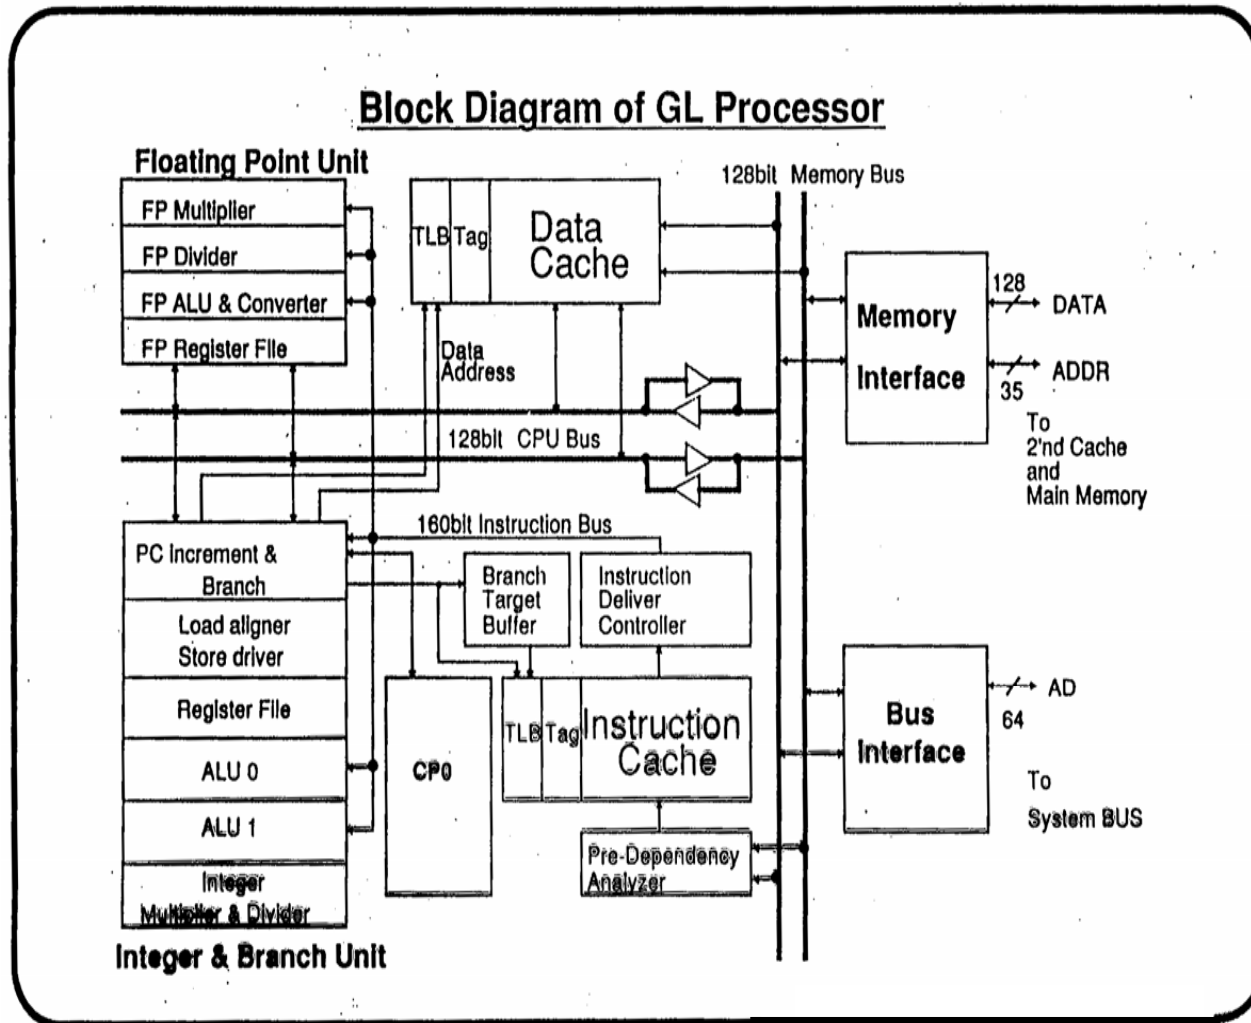 Block Diagram of GL Processor
Floating Point Unit
FP Multiplier
FP Divider
FP ALU & Converter
FP Register File
TLB
Tag
Data
Cache
128bit Memory Bus
Memory
Interface
128
DATA
35
ADDR
To
2'nd Cache
and
Main Memory
Data
Address
128bit CPU Bus
160bit Instruction Bus
PC Increment &
Branch
Load aligner
Store driver
Register File
ALU 0
ALU 1
Integer
Multiplier & Divider
Integer & Branch Unit
CP0
Branch
Target
Buffer
Instruction
Deliver
Controller
TLB
Tag
Instruction
Cache
Pre-Dependency
Analyzer
Bus
Interface
AD
64
To
System BUS